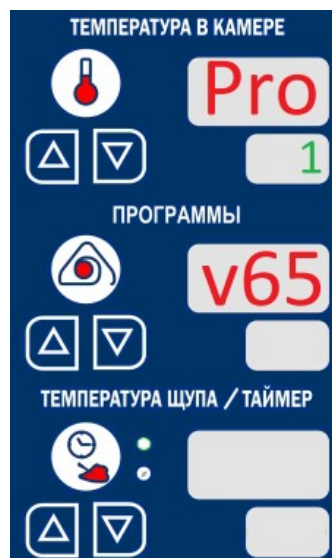 ТЕМПЕРАТУРА В КАМЕРЕ
Pro
1
ПРОГРАММЫ
v65
ТЕМПЕРАТУРА ЩУПА / ТАЙМЕР